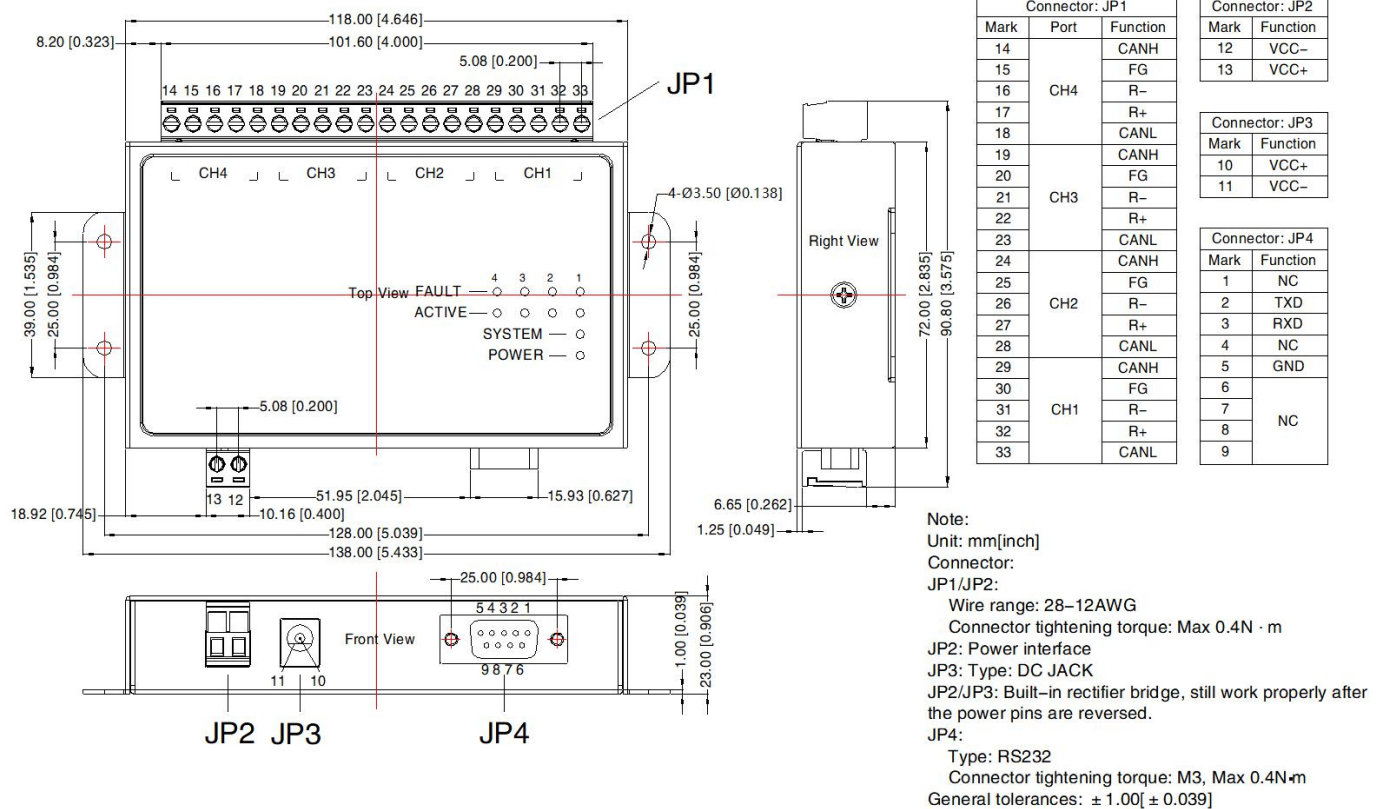 118.00 [4.646]
8.20 [0.323]
101.60 [4.000]
5.08 [0.200]
14 15 16 17 18 19 20 21 22 23 24 25 26 27 28 29 30 31 32 33
JP1
CH4 CH3 CH2 CH1
4-Ø3.50 [Ø0.138]
39.00 [1.535]
25.00 [0.984]
25.00 [0.984]
4 3 2 1
Top View FAULT
ACTIVE
SYSTEM
POWER
5.08 [0.200]
13 12
51.95 [2.045]
15.93 [0.627]
18.92 [0.745]
10.16 [0.400]
128.00 [5.039]
138.00 [5.433]
Right View
72.00 [2.835]
90.80 [3.575]
6.65 [0.262]
1.25 [0.049]
25.00 [0.984]
5 4 3 2 1
Front View
9 8 7 6
11 10
1.00 [0.039]
23.00 [0.906]
JP2 JP3 JP4
Connector: JP1
Mark Port Function
14 CANH
15 FG
16 CH4 R−
17 R+
18 CANL
19 CANH
20 FG
21 CH3 R−
22 R+
23 CANL
24 CANH
25 FG
26 CH2 R−
27 R+
28 CANL
29 CANH
30 FG
31 CH1 R−
32 R+
33 CANL
Connector: JP2
Mark Function
12 VCC−
13 VCC+
Connector: JP3
Mark Function
10 VCC+
11 VCC−
Connector: JP4
Mark Function
1 NC
2 TXD
3 RXD
4 NC
5 GND
6
7 NC
8
9
Note:
Unit: mm[inch]
Connector:
JP1/JP2:
Wire range: 28−12AWG
Connector tightening torque: Max 0.4N · m
JP2: Power interface
JP3: Type: DC JACK
JP2/JP3: Built−in rectifier bridge, still work properly after
the power pins are reversed.
JP4:
Type: RS232
Connector tightening torque: M3, Max 0.4N·m
General tolerances: ± 1.00[ ± 0.039]